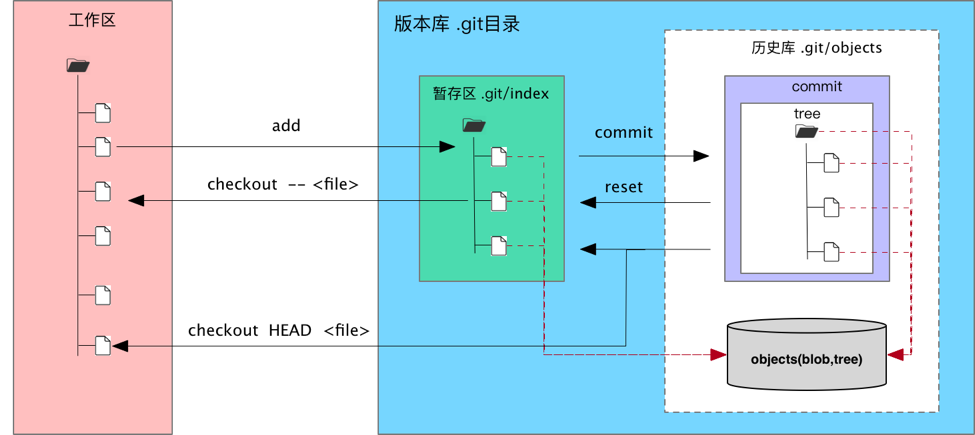 工作区
版本库 .git目录
历史库 .git/objects
暂存区 .git/index
commit
tree
add
commit
checkout -- <file>
reset
checkout HEAD <file>
objects(blob,tree)